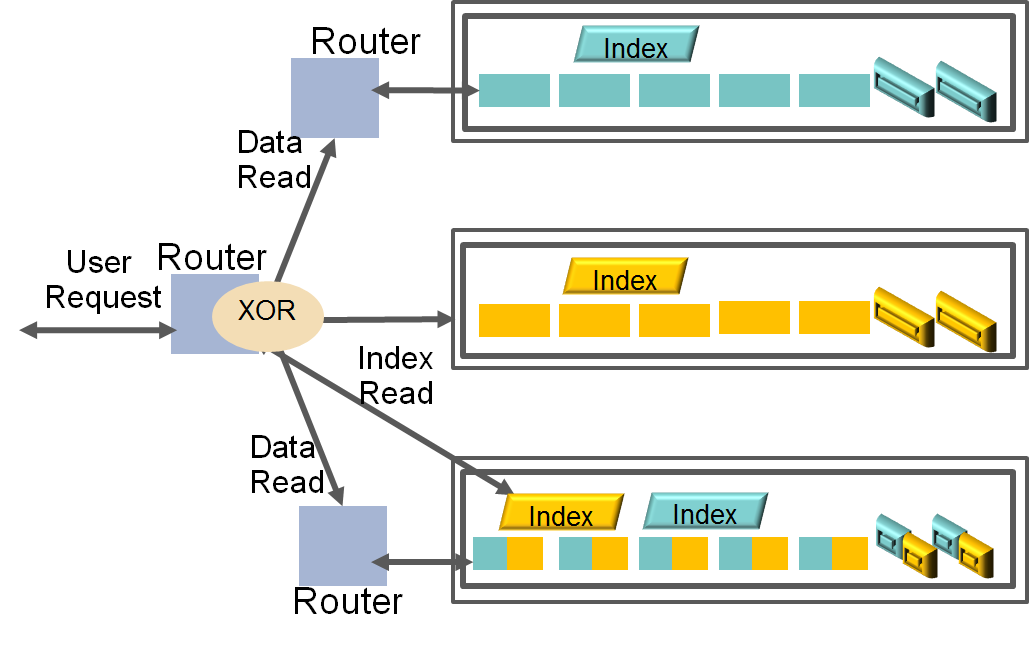 Router
Index
Data
Read
User
Request
Router
XOR
Index
Index
Read
Data
Read
Index
Index
Router